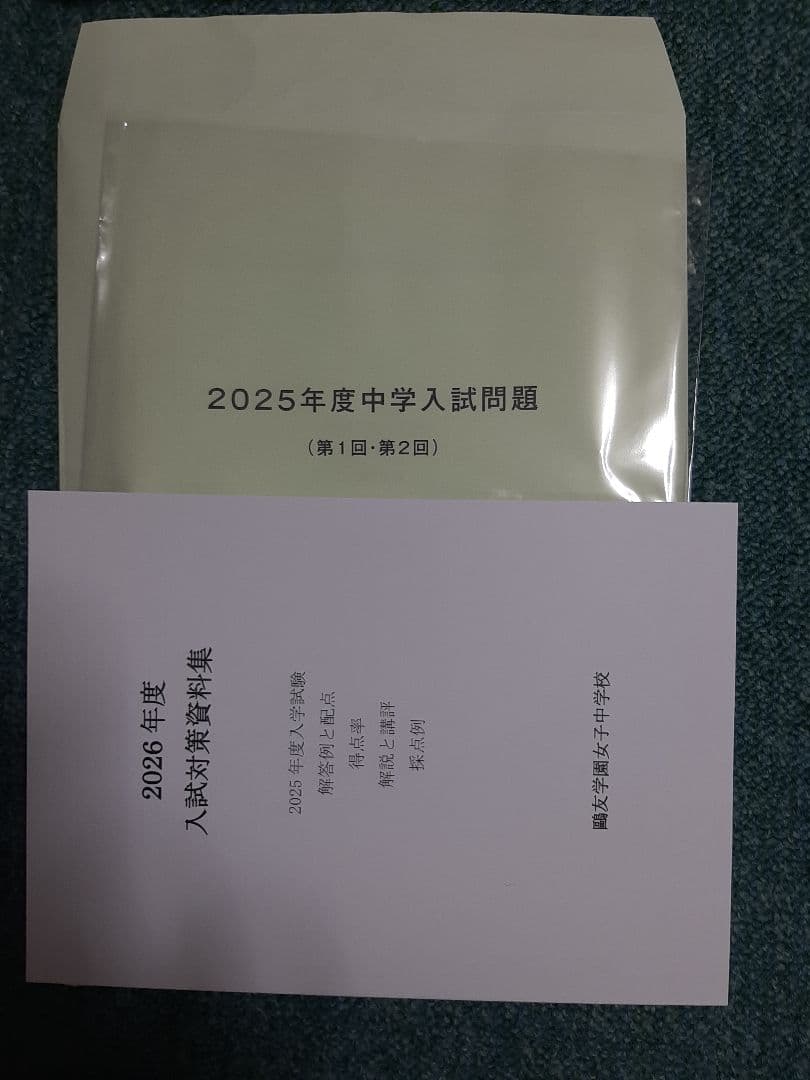 2025年度中学入試問題
(第1回・第2回)
2026年度
入試対策資料集
2025年度入学試験
解答例と配点
得点率
解説と講評
採点例
鷗友学園女子中学校